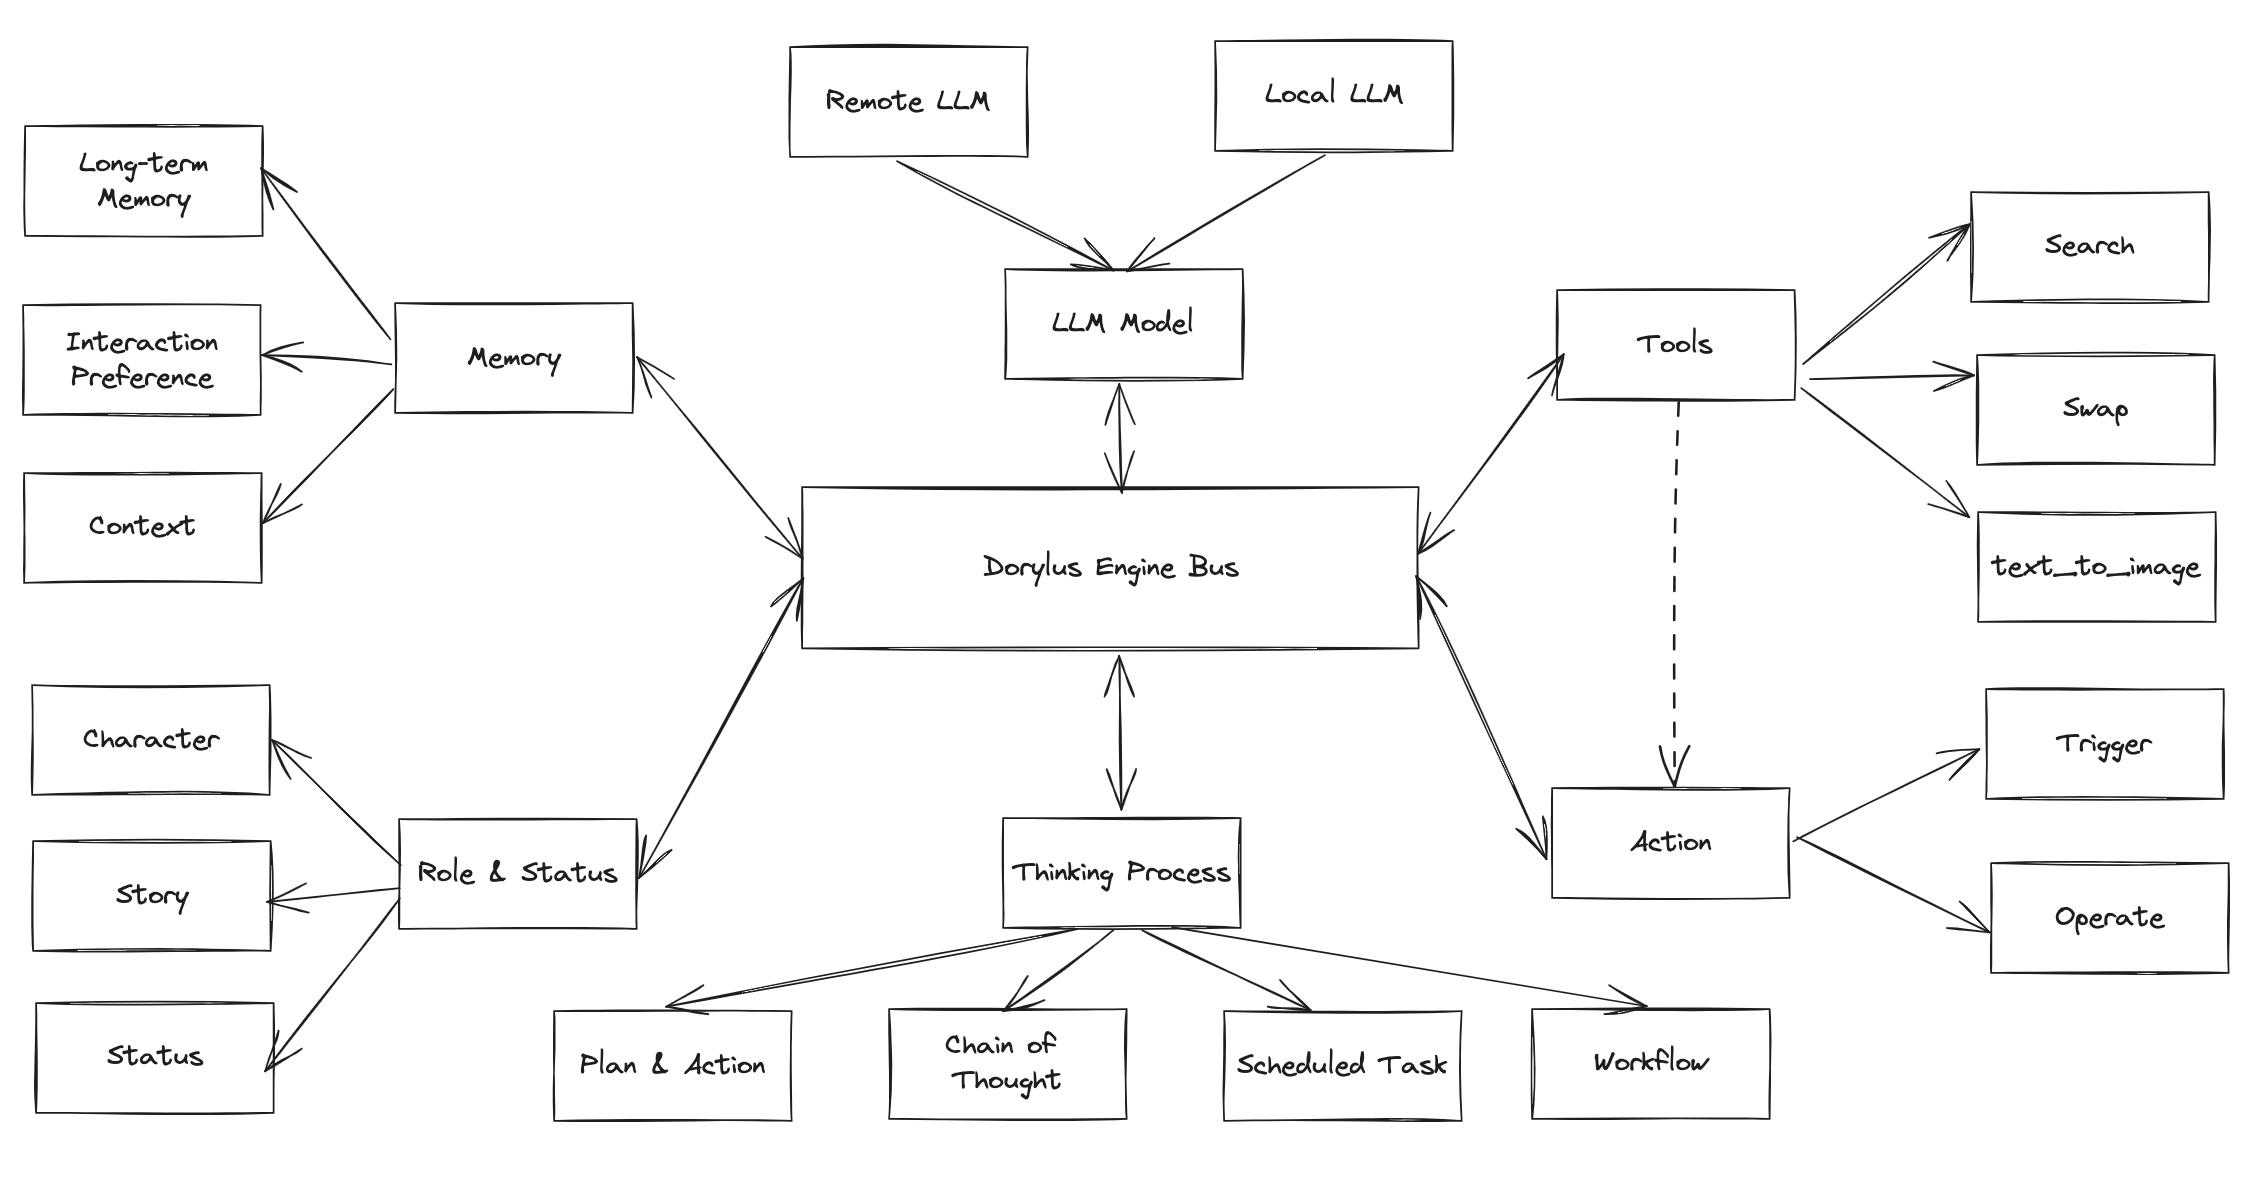 Remote LLM
Local LLM
Long-term
Memory
Search
Interaction
Preference
Memory
LLM Model
Tools
Swap
Context
Dorylus Engine Bus
text_to_image
Character
Trigger
Story
Role & Status
Thinking Process
Action
Operate
Status
Plan & Action
Chain of
Thought
Scheduled Task
Workflow